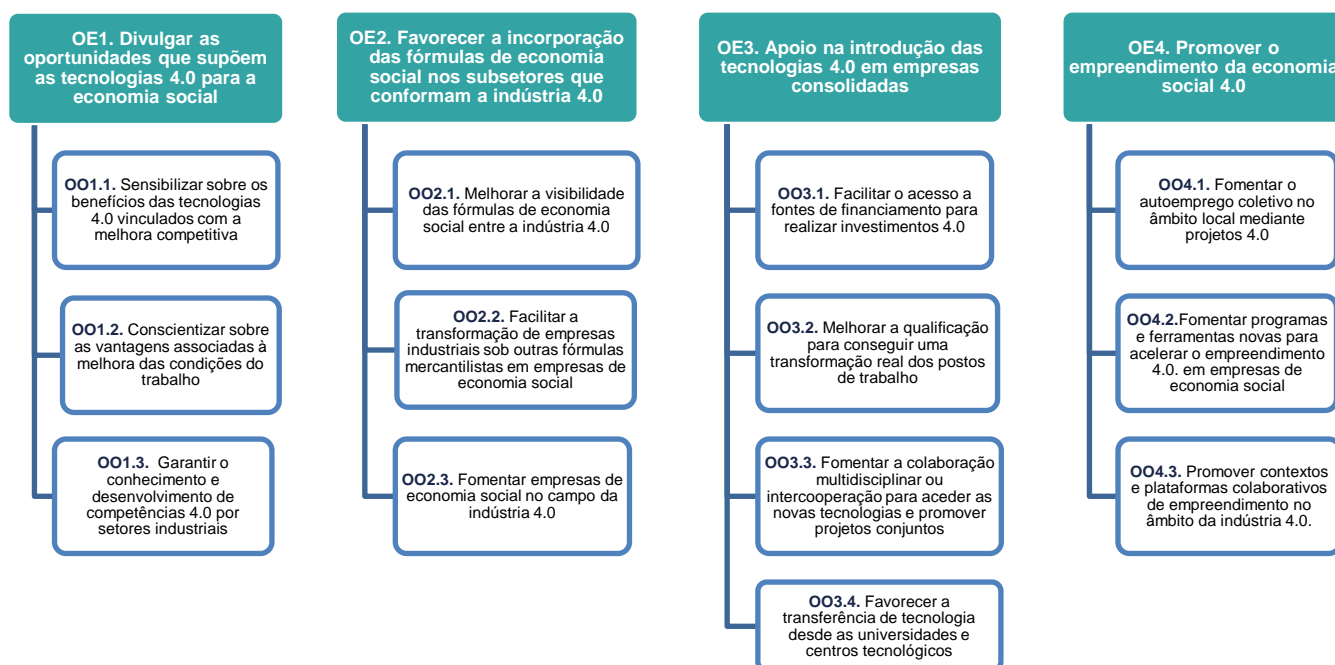 OE1. Divulgar as
oportunidades que supõem
as tecnologias 4.0 para a
economia social
OO1.1. Sensibilizar sobre os
benefícios das tecnologias
4.0 vinculados com a
melhora competitiva
OO1.2. Conscientizar sobre
as vantagens associadas à
melhora das condições do
trabalho
OO1.3. Garantir o
conhecimento e
desenvolvimento de
competências 4.0 por
setores industriais
OE2. Favorecer a incorporação
das fórmulas de economia
social nos subsetores que
conformam a indústria 4.0
OO2.1. Melhorar a visibilidade
das fórmulas de economia
social entre a indústria 4.0
OO2.2. Facilitar a
transformação de empresas
industriais sob outras fórmulas
mercantilistas em empresas de
economia social
OO2.3. Fomentar empresas de
economia social no campo da
indústria 4.0
OE3. Apoio na introdução das
tecnologias 4.0 em empresas
consolidadas
OO3.1. Facilitar o acesso a
fontes de financiamento para
realizar investimentos 4.0
OO3.2. Melhorar a qualificação
para conseguir uma
transformação real dos postos
de trabalho
OO3.3. Fomentar a colaboração
multidisciplinar ou
intercooperação para aceder as
novas tecnologias e promover
projetos conjuntos
OO3.4. Favorecer a
transferência de tecnologia
desde as universidades e
centros tecnológicos
OE4. Promover o
empreendimento da economia
social 4.0
OO4.1. Fomentar o
autoemprego coletivo no
âmbito local mediante
projetos 4.0
OO4.2.Fomentar programas
e ferramentas novas para
acelerar o empreendimento
4.0. em empresas de
economia social
OO4.3. Promover contextos
e plataformas colaborativos
de empreendimento no
âmbito da indústria 4.0.